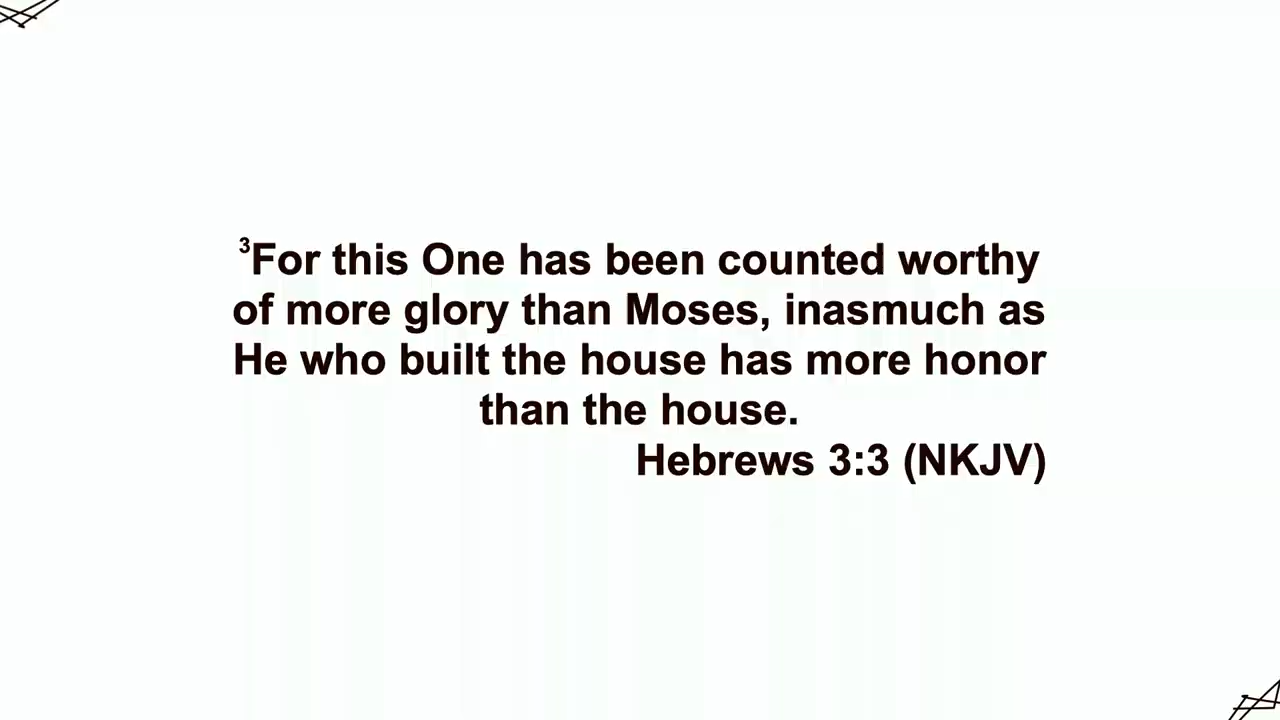 ³For this One has been counted worthy
of more glory than Moses, inasmuch as
He who built the house has more honor
than the house.
Hebrews 3:3 (NKJV)